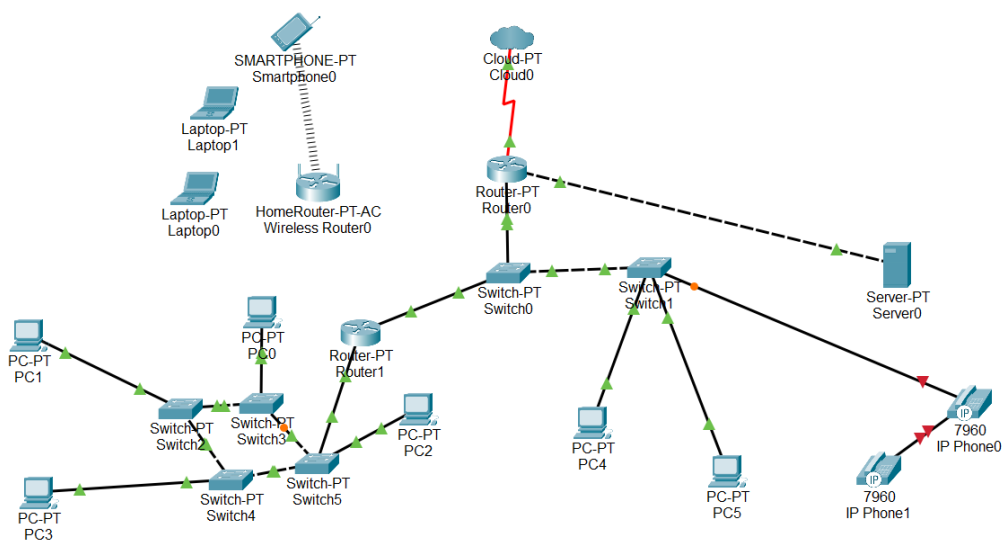 SMARTPHONE-PT
Smartphone0
Cloud-PT
Cloud0
Laptop-PT
Laptop1
Router-PT
Router0
Laptop-PT
Laptop0
HomeRouter-PT-AC
Wireless Router0
Switch-PT
Switch0
Switch-PT
Switch1
Server-PT
Server0
PC-PT
PC0
PC-PT
PC1
Router-PT
Router1
Switch-PT
Switch2
Switch-PT
Switch3
PC-PT
PC2
PC-PT
PC4
IP
7960
IP Phone0
Switch-PT
Switch4
Switch-PT
Switch5
PC-PT
PC3
PC-PT
PC5
IP
7960
IP Phone1